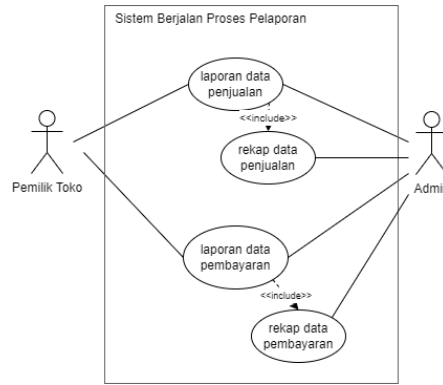 Sistem Berjalan Proses Pelaporan
laporan data
penjualan
<<include>>
rekap data
penjualan
Pemilik Toko
Admi
laporan data
pembayaran
<<include>>
rekap data
pembayaran